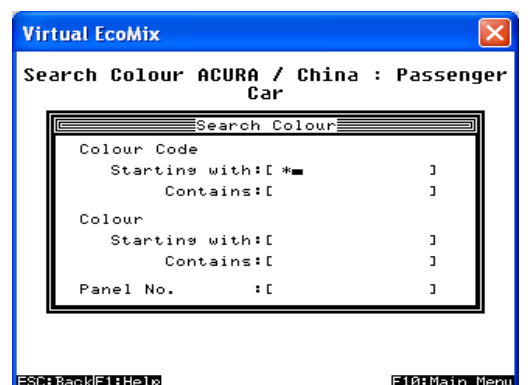 Virtual EcoMix
Search Colour ACURA / China : Passenger
Car
Search Colour
Colour Code
Starting with:[ *▬ ]
Contains:[ ]
Colour
Starting with:[ ]
Contains:[ ]
Panel No. :[ ]
ESC:Back F1:Help F10:Main Menu